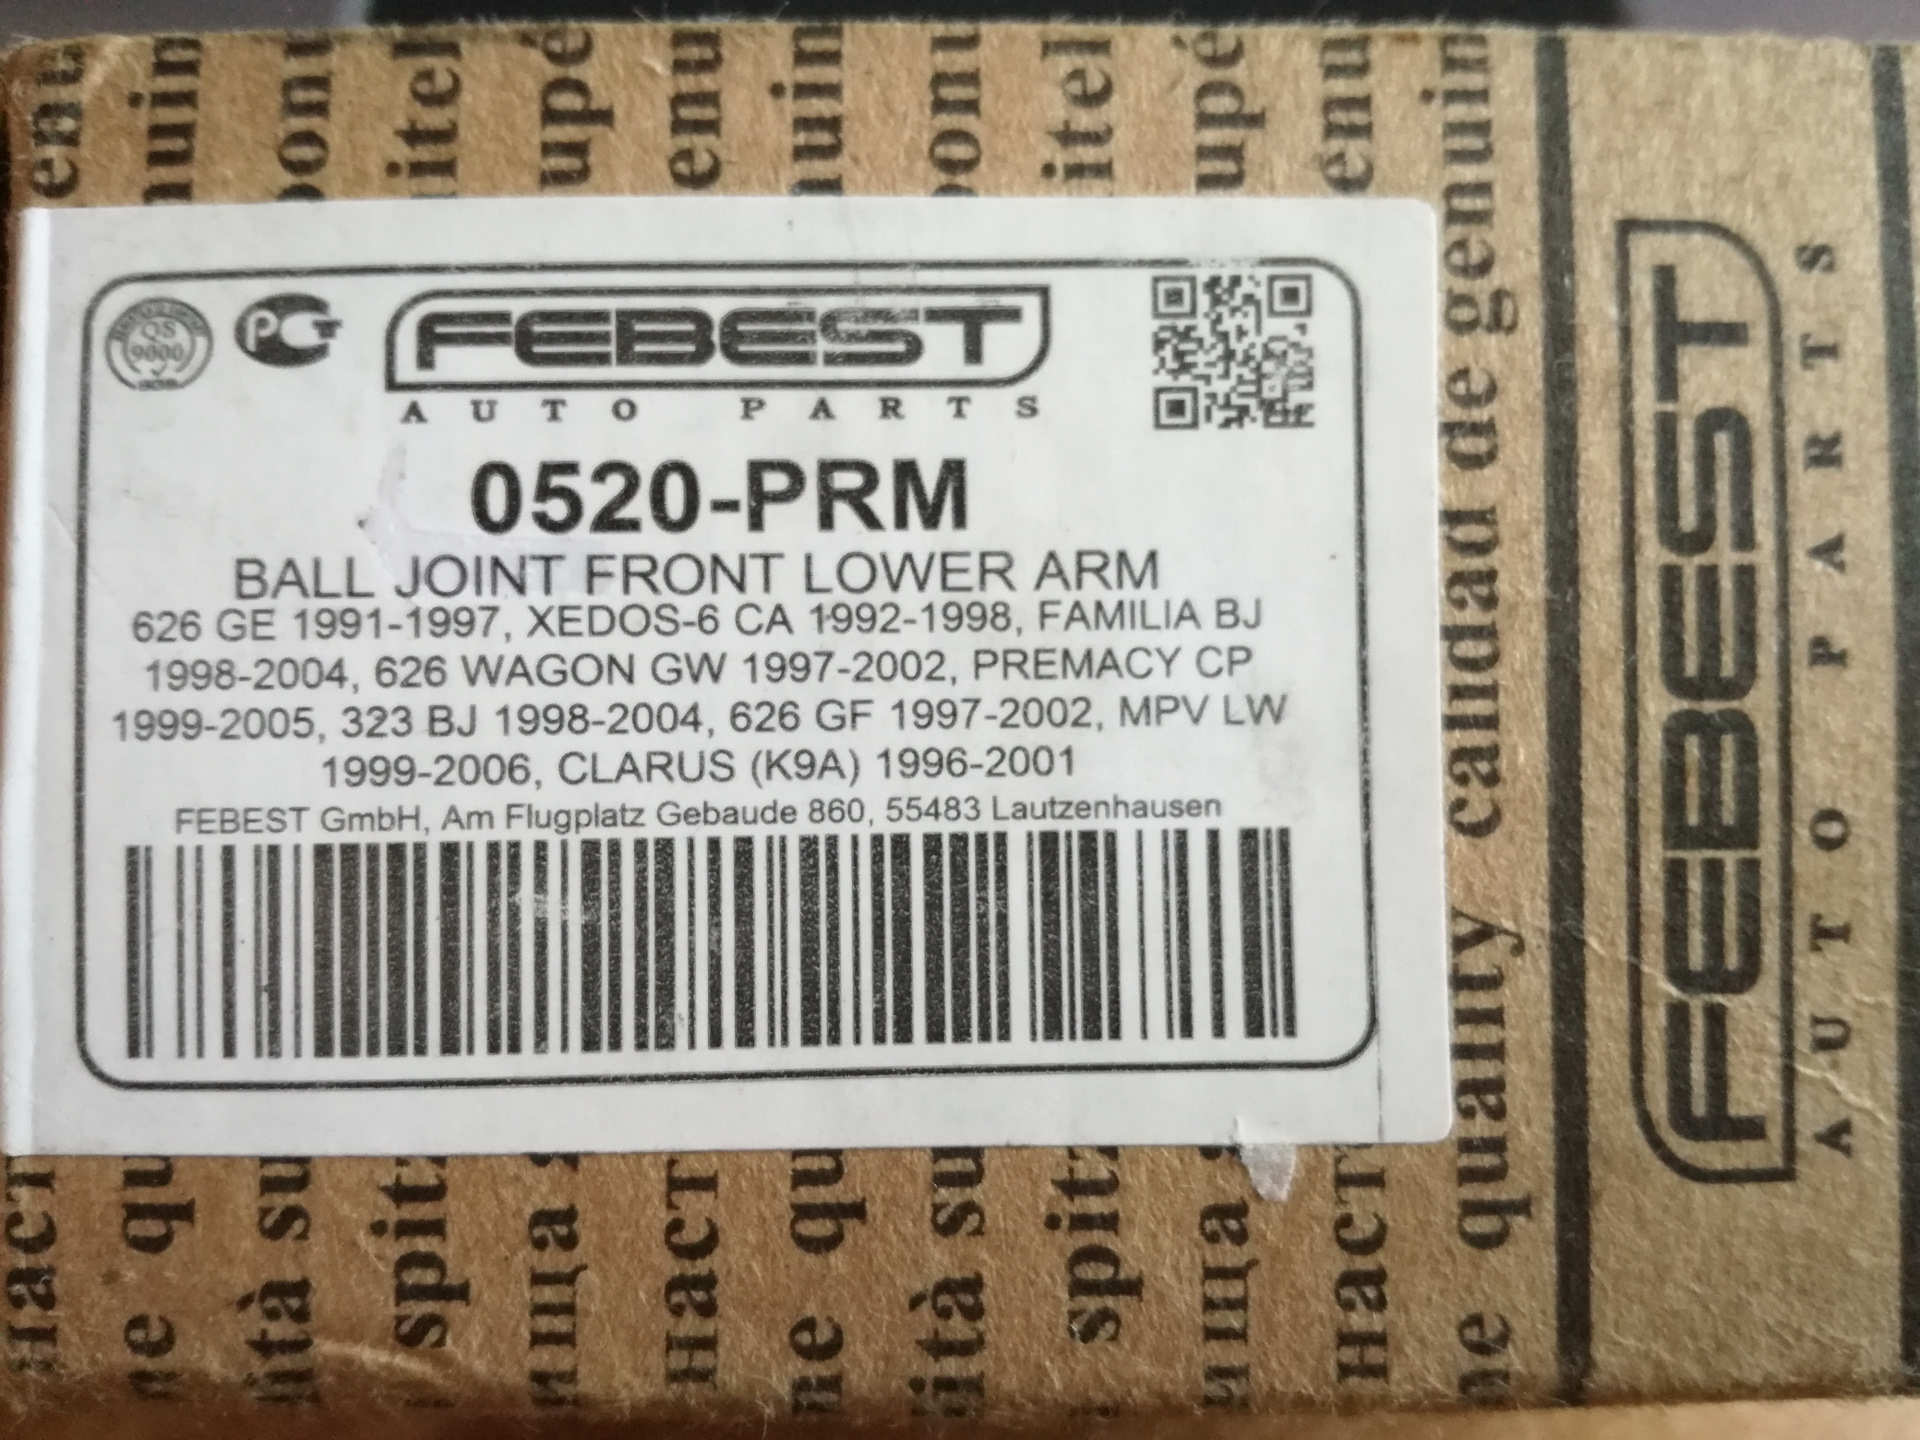 QS
9000
FEBEST
AUTO PARTS
0520-PRM
BALL JOINT FRONT LOWER ARM
626 GE 1991-1997, XEDOS-6 CA 1992-1998, FAMILIA BJ
1998-2004, 626 WAGON GW 1997-2002, PREMACY CP
1999-2005, 323 BJ 1998-2004, 626 GF 1997-2002, MPV LW
1999-2006, CLARUS (K9A) 1996-2001
FEBEST GmbH, Am Flugplatz Gebaude 860, 55483 Lautzenhausen
calidad de genuin
FEBEST
AUTO PARTS